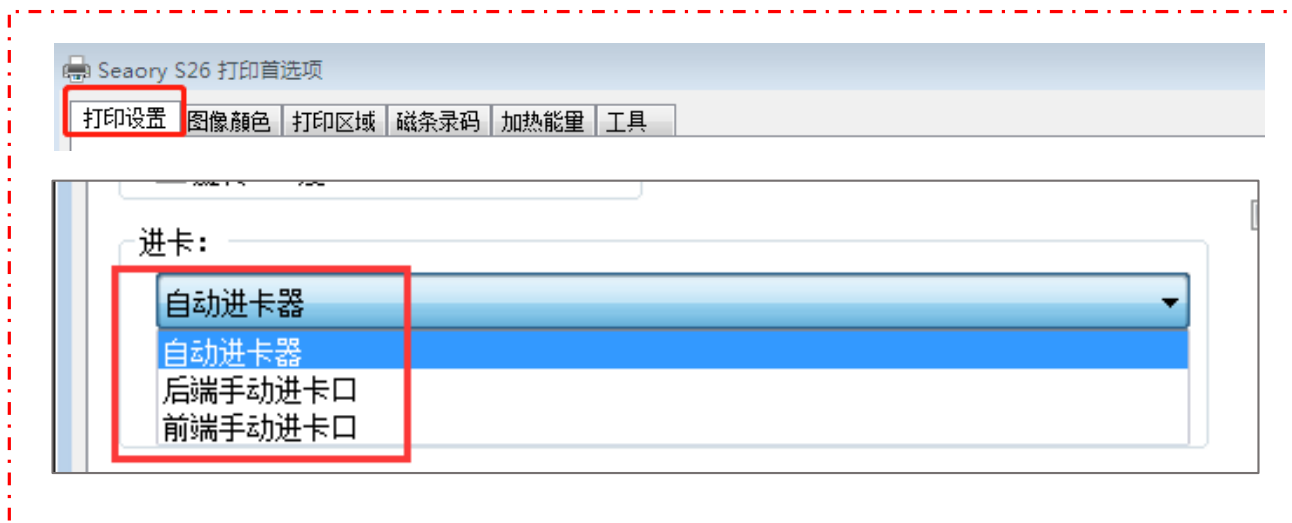 Seaory S26 打印首选项
打印设置 图像顏色 打印区域 磁条录码 加热能量 工具
进卡:
自动进卡器
自动进卡器
后端手动进卡口
前端手动进卡口